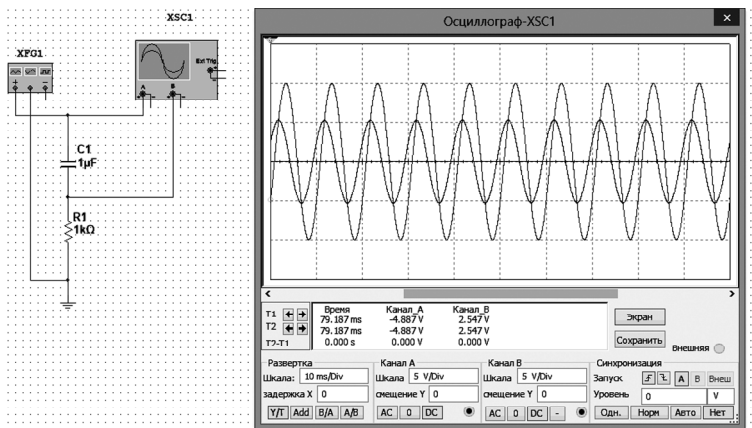 XSC1
XFG1
Ext Trig
A B
C1
1µF
R1
1kΩ
Осциллограф-XSC1
×
Время Канал_A Канал_B
T1 79.187 ms -4.887 V 2.547 V
T2 79.187 ms -4.887 V 2.547 V
T2-T1 0.000 s 0.000 V 0.000 V
Экран
Сохранить
Внешняя
Развертка
Шкала: 10 ms/Div
задержка X 0
Y/T Add B/A A/B
Канал A
Шкала 5 V/Div
смещение Y 0
AC 0 DC
Канал B
Шкала 5 V/Div
смещение Y 0
AC 0 DC -
Синхронизация
Запуск A B Внеш
Уровень 0 V
Одн. Норм Авто Нет